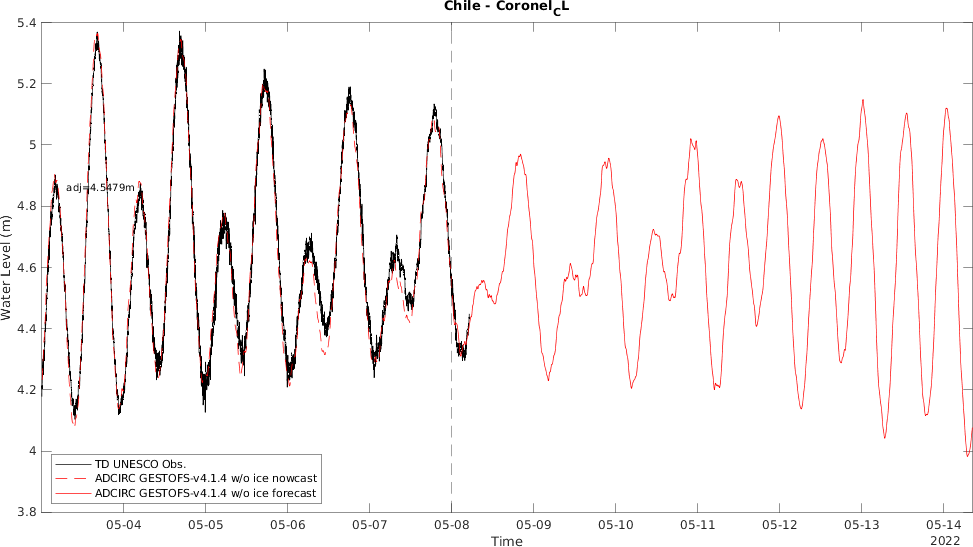 Chile - Coronel_CL
5.4
5.2
5
4.8
4.6
4.4
4.2
4
3.8
Water Level (m)
adj=4.5479m
TD UNESCO Obs.
ADCIRC GESTOFS-v4.1.4 w/o ice nowcast
ADCIRC GESTOFS-v4.1.4 w/o ice forecast
05-04 05-05 05-06 05-07 05-08 05-09 05-10 05-11 05-12 05-13 05-14
Time 2022